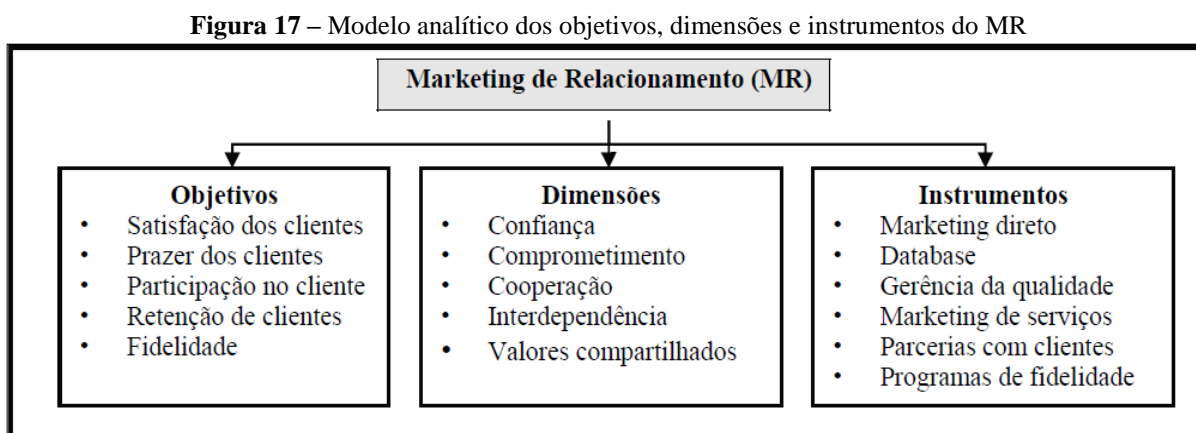 Figura 17 – Modelo analítico dos objetivos, dimensões e instrumentos do MR
Marketing de Relacionamento (MR)
Objetivos
• Satisfação dos clientes
• Prazer dos clientes
• Participação no cliente
• Retenção de clientes
• Fidelidade
Dimensões
• Confiança
• Comprometimento
• Cooperação
• Interdependência
• Valores compartilhados
Instrumentos
• Marketing direto
• Database
• Gerência da qualidade
• Marketing de serviços
• Parcerias com clientes
• Programas de fidelidade